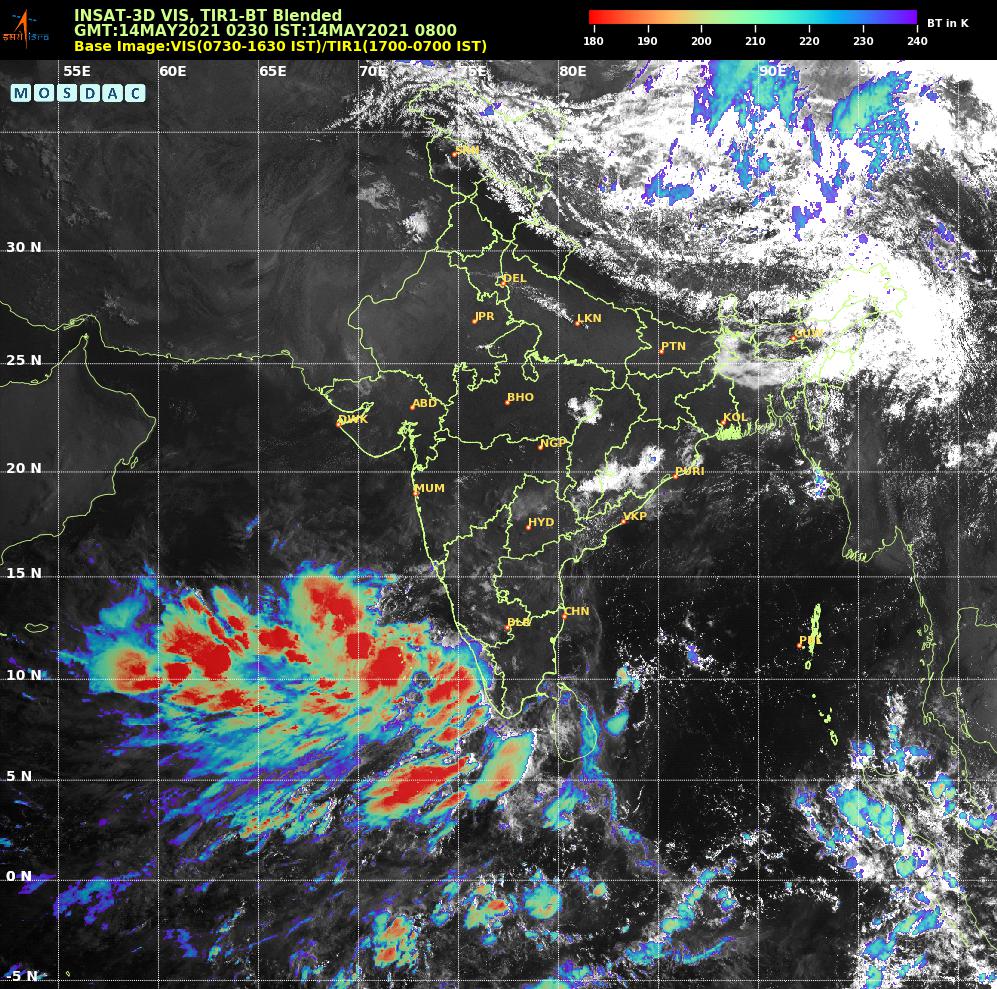 INSAT-3D VIS, TIR1-BT Blended
GMT:14MAY2021 0230 IST:14MAY2021 0800
Base Image:VIS(0730-1630 IST)/TIR1(1700-0700 IST)
BT in K
180 190 200 210 220 230 240
55E 60E 65E 70E 75E 80E 90E
MOSDAC
SRN
30 N
DEL
JPR LKN
PTN
25 N
ABD BHO
DWK KOL
NGP
20 N PURI
MUM
HYD VKP
15 N
CHN
BLR
10 N
5 N
0 N
-5 N